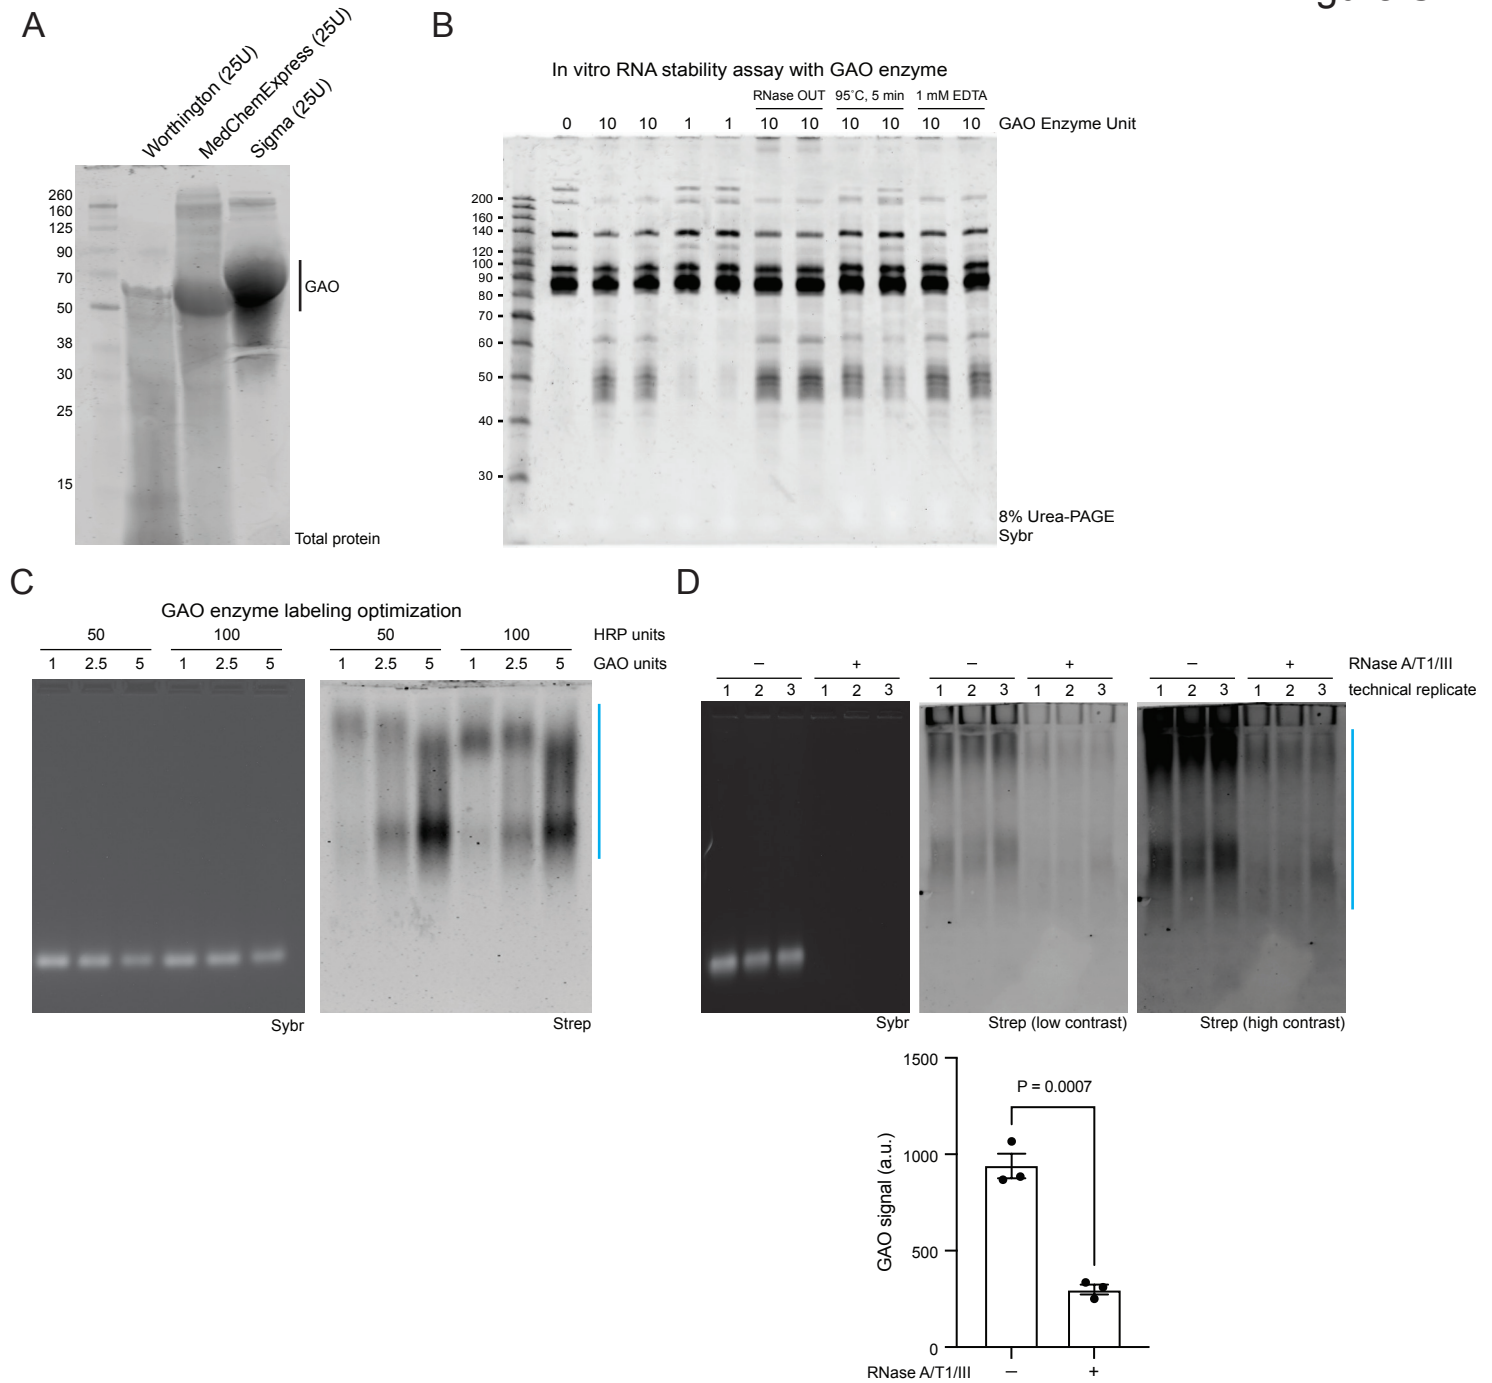 A
Worthington (25U)
MedChemExpress (25U)
Sigma (25U)
260
160
125
90
70
50
38
30
25
15
GAO
Total protein
B
In vitro RNA stability assay with GAO enzyme
RNase OUT 95˚C, 5 min 1 mM EDTA
0 10 10 1 1 10 10 10 10 10 10 GAO Enzyme Unit
200
160
140
120
100
90
80
70
60
50
40
30
8% Urea-PAGE
Sybr
C
GAO enzyme labeling optimization
50 100 50 100 HRP units
1 2.5 5 1 2.5 5 1 2.5 5 1 2.5 5 GAO units
Sybr
Strep
D
– + – + – + RNase A/T1/III
1 2 3 1 2 3 1 2 3 1 2 3 1 2 3 1 2 3 technical replicate
Sybr
Strep (low contrast)
Strep (high contrast)
GAO signal (a.u.)
1500
1000
500
0
P = 0.0007
RNase A/T1/III – +